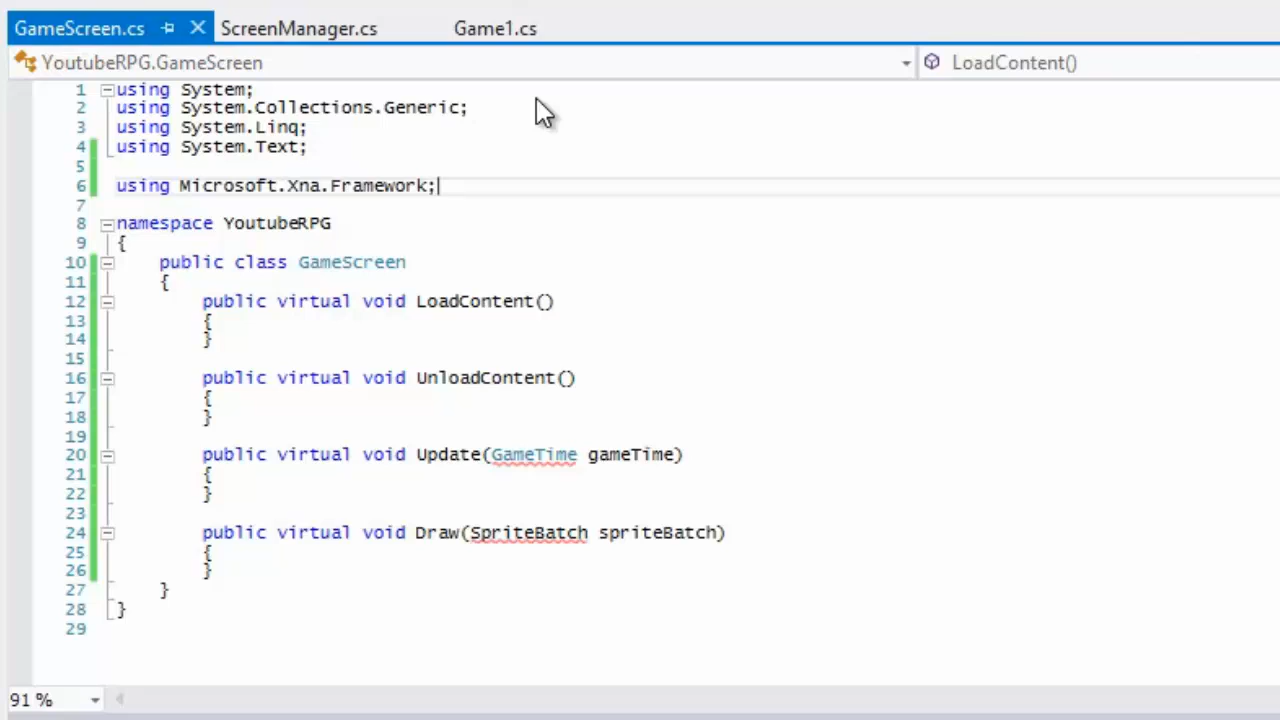 GameScreen.cs ScreenManager.cs Game1.cs
YoutubeRPG.GameScreen LoadContent()
1 using System;
2 using System.Collections.Generic;
3 using System.Linq;
4 using System.Text;
5
6 using Microsoft.Xna.Framework;
7
8 namespace YoutubeRPG
9 {
10 public class GameScreen
11 {
12 public virtual void LoadContent()
13 {
14 }
15
16 public virtual void UnloadContent()
17 {
18 }
19
20 public virtual void Update(GameTime gameTime)
21 {
22 }
23
24 public virtual void Draw(SpriteBatch spriteBatch)
25 {
26 }
27 }
28 }
29
91 %